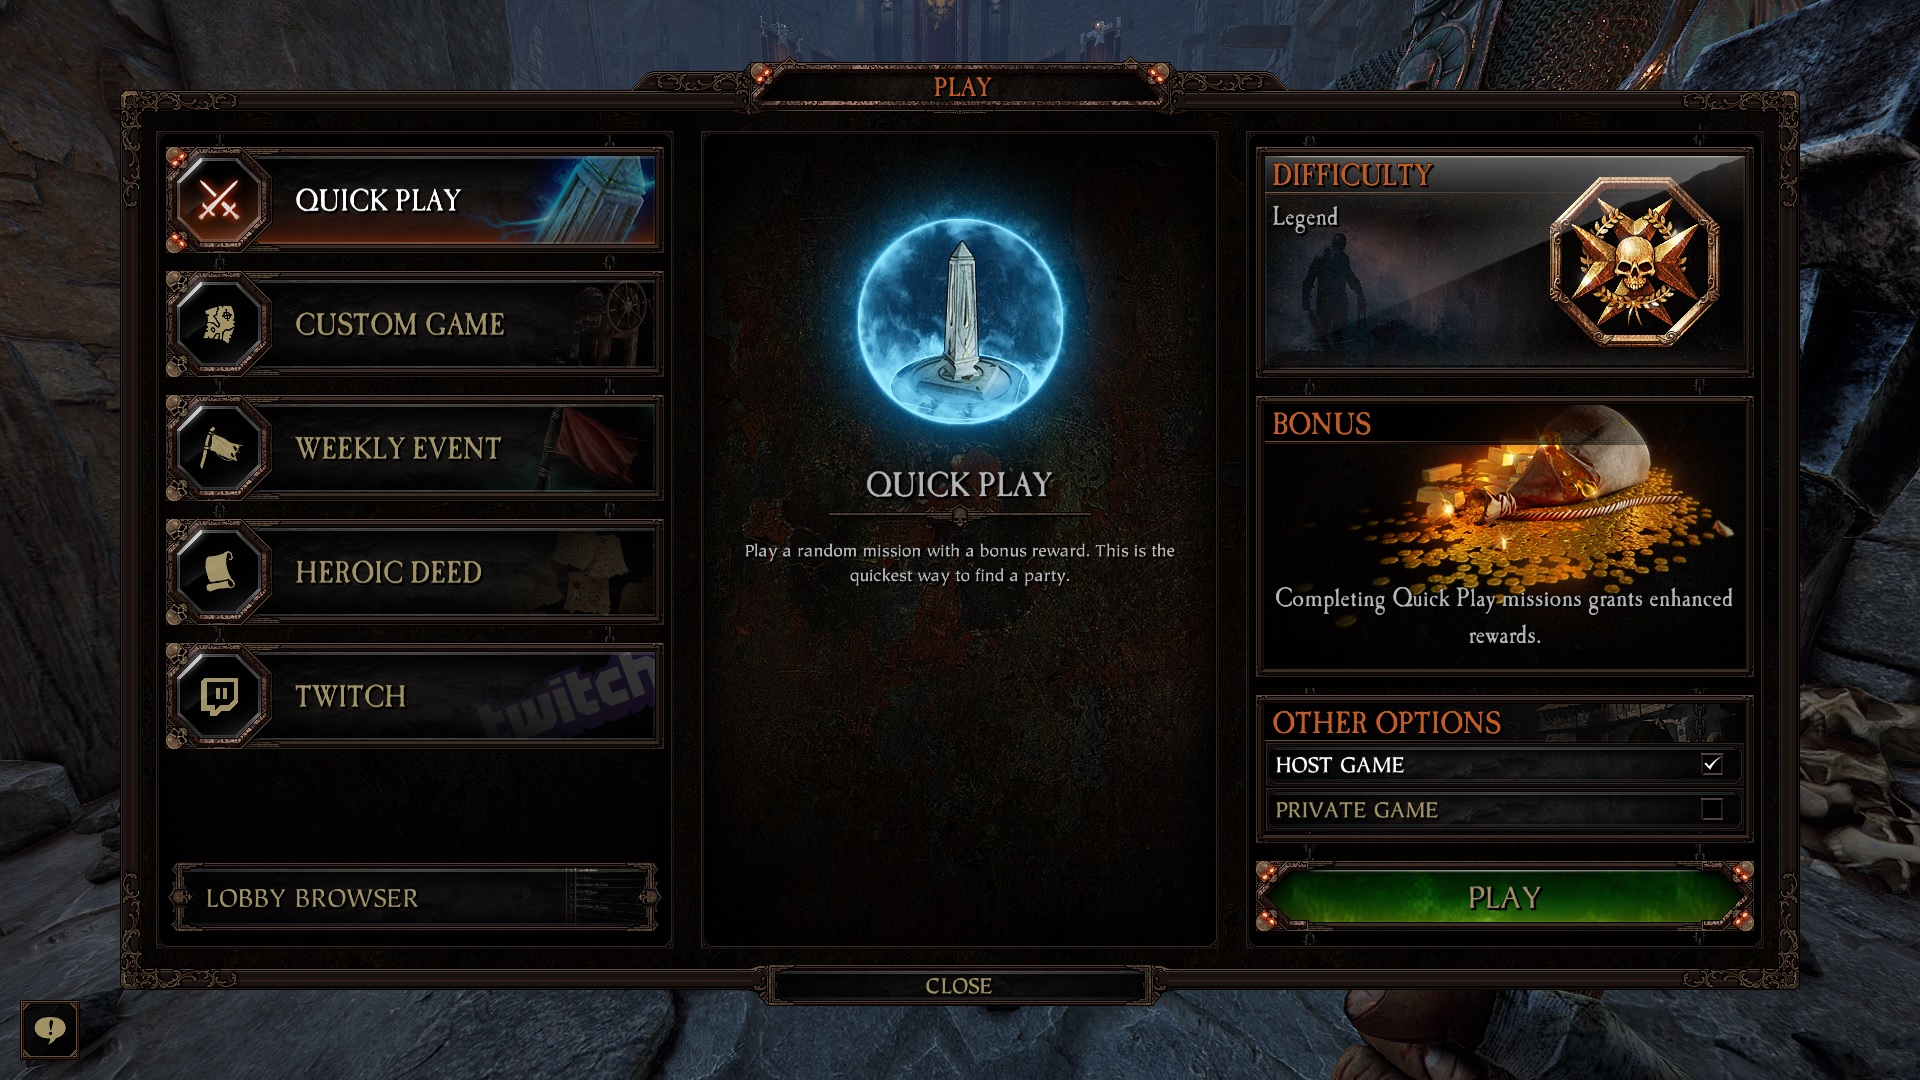 PLAY
QUICK PLAY
CUSTOM GAME
WEEKLY EVENT
HEROIC DEED
TWITCH
twitch
LOBBY BROWSER
QUICK PLAY
Play a random mission with a bonus reward. This is the
quickest way to find a party.
DIFFICULTY
Legend
BONUS
Completing Quick Play missions grants enhanced
rewards.
OTHER OPTIONS
HOST GAME
PRIVATE GAME
PLAY
CLOSE